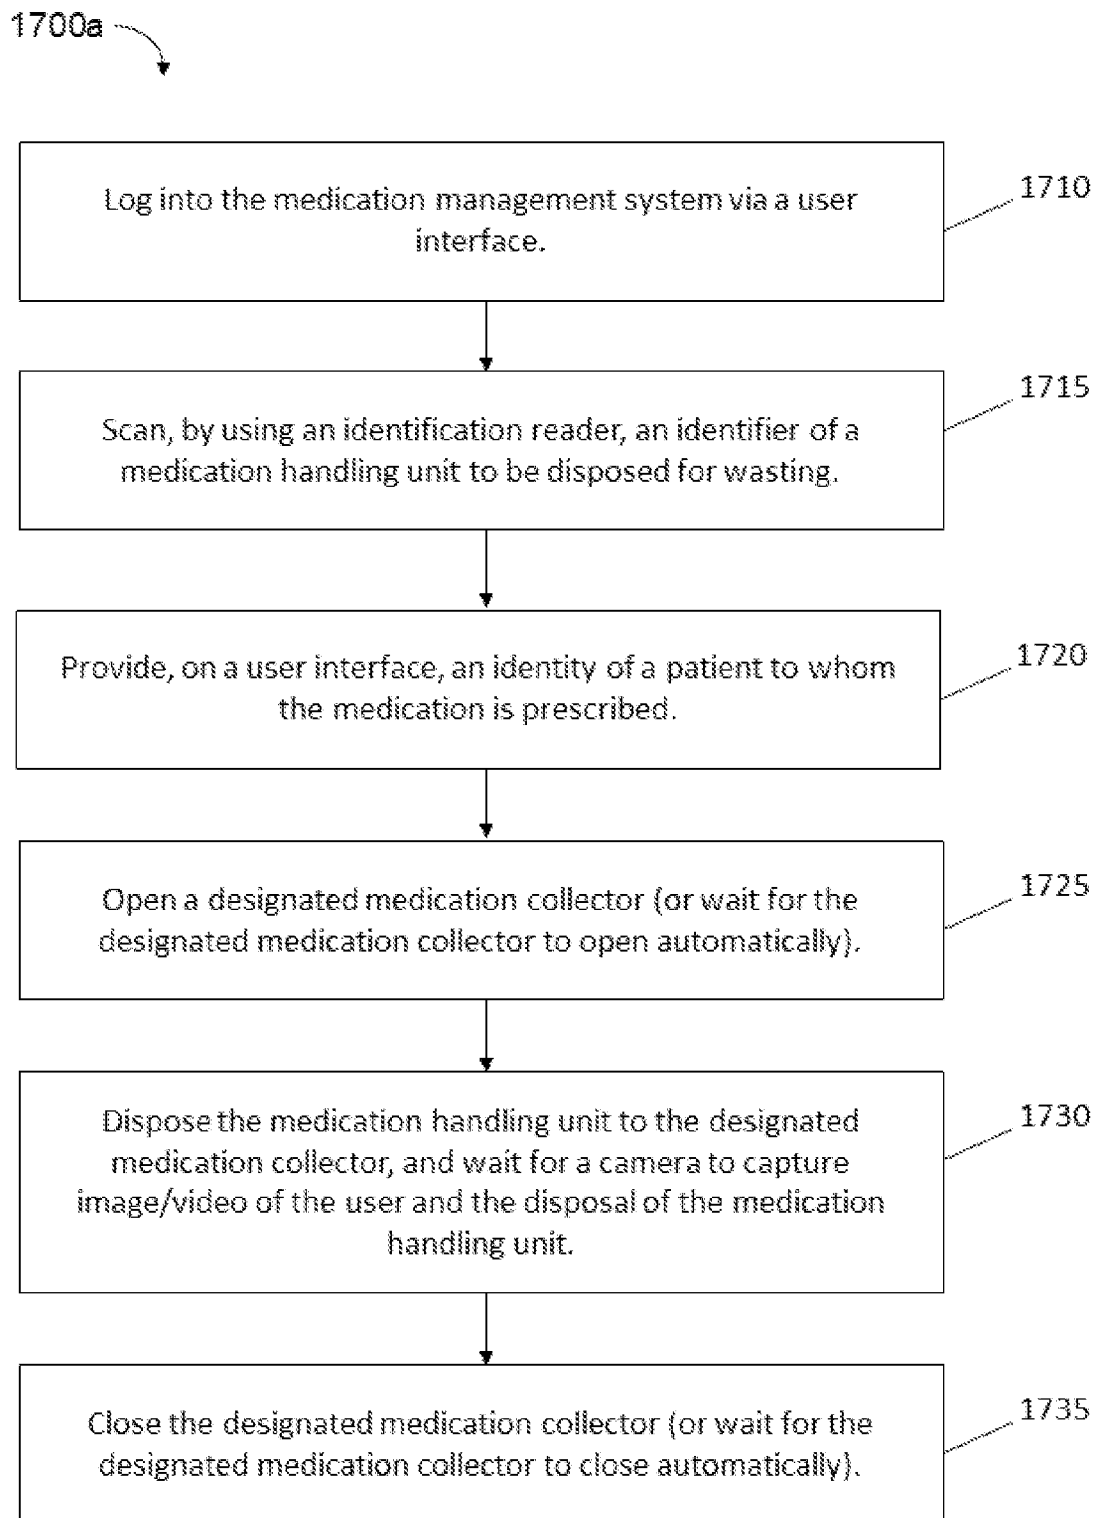 1700a
Log into the medication management system via a user
interface.
1710
Scan, by using an identification reader, an identifier of a
medication handling unit to be disposed for wasting.
1715
Provide, on a user interface, an identity of a patient to whom
the medication is prescribed.
1720
Open a designated medication collector (or wait for the
designated medication collector to open automatically).
1725
Dispose the medication handling unit to the designated
medication collector, and wait for a camera to capture
image/video of the user and the disposal of the medication
handling unit.
1730
Close the designated medication collector (or wait for the
designated medication collector to close automatically).
1735